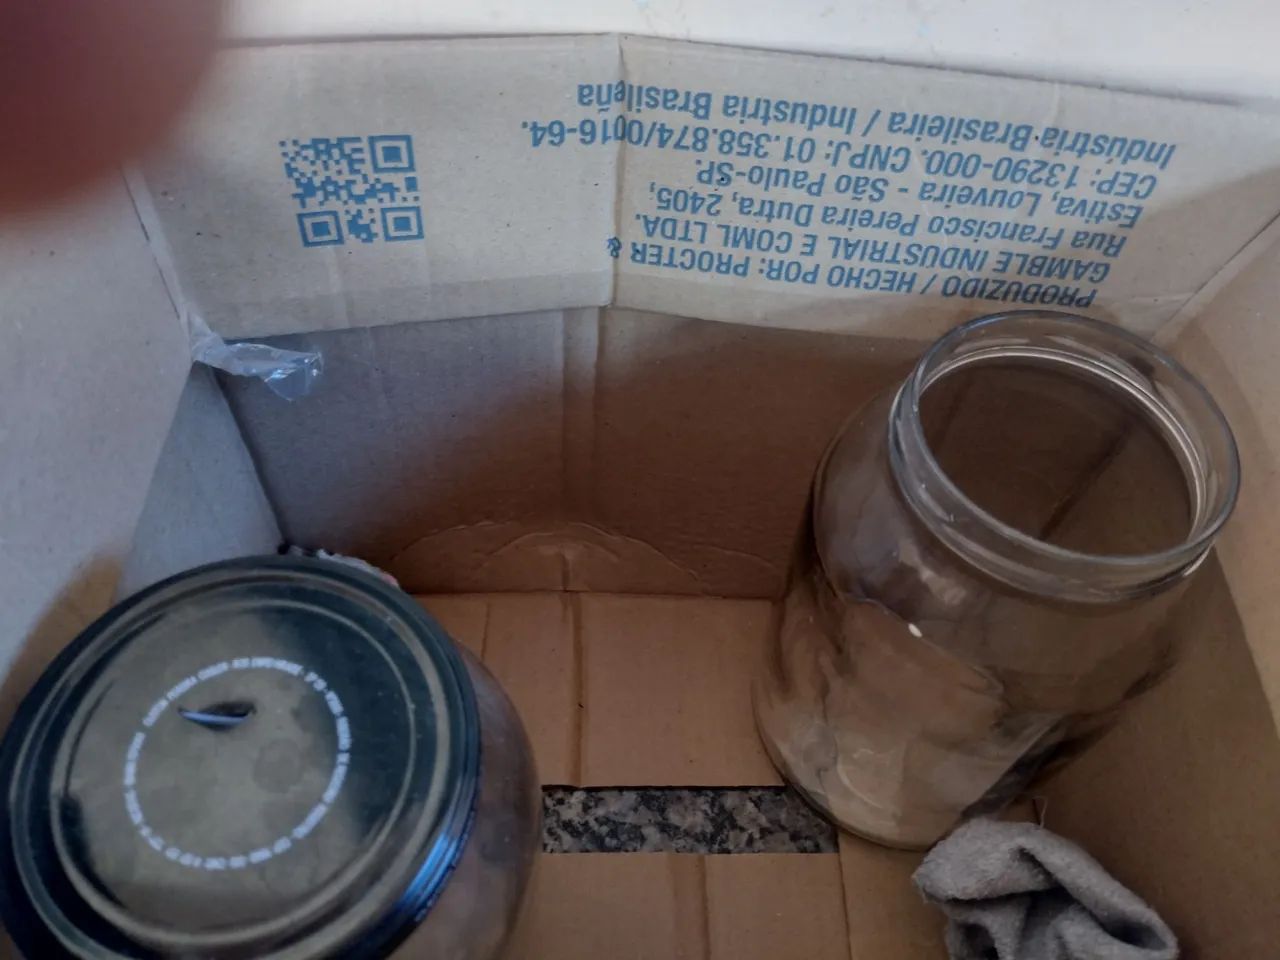 PRODUZIDO / HECHO POR: PROCTER &
GAMBLE INDUSTRIAL E COML LTDA.
Rua Francisco Pereira Dutra, 2405,
Estiva, Louveira - São Paulo-SP.
CEP: 13290-000. CNPJ: 01.358.874/0016-64.
Indústria Brasileira / Industria Brasileña